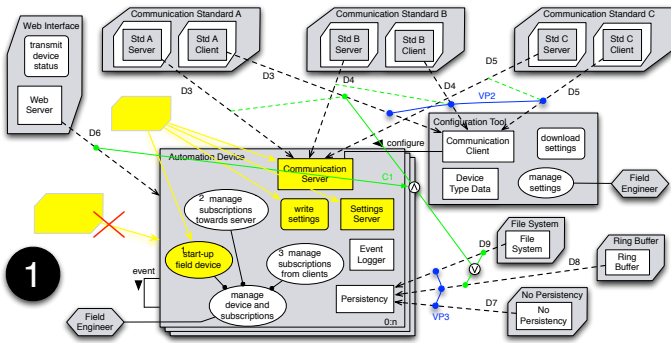 Web Interface
transmit
device
status
Web
Server
Communication Standard A
Std A
Server
Std A
Client
Communication Standard B
Std B
Server
Std B
Client
Communication Standard C
Std C
Server
Std C
Client
D3
D3
D4
D4
D5
D5
VP2
D6
configure
Configuration Tool
Communication
Client
download
settings
Device
Type Data
manage
settings
Field
Engineer
Automation Device
Communication
Server
C1
V
2 manage
subscriptions
towards server
write
settings
Settings
Server
1
start-up
field device
3 manage
subscriptions
from clients
Event
Logger
event
manage
device and
subscriptions
Persistency
0:n
Field
Engineer
V
D9
File System
File
System
D8
Ring Buffer
Ring
Buffer
D7
VP3
No Persistency
No
Persistency
1